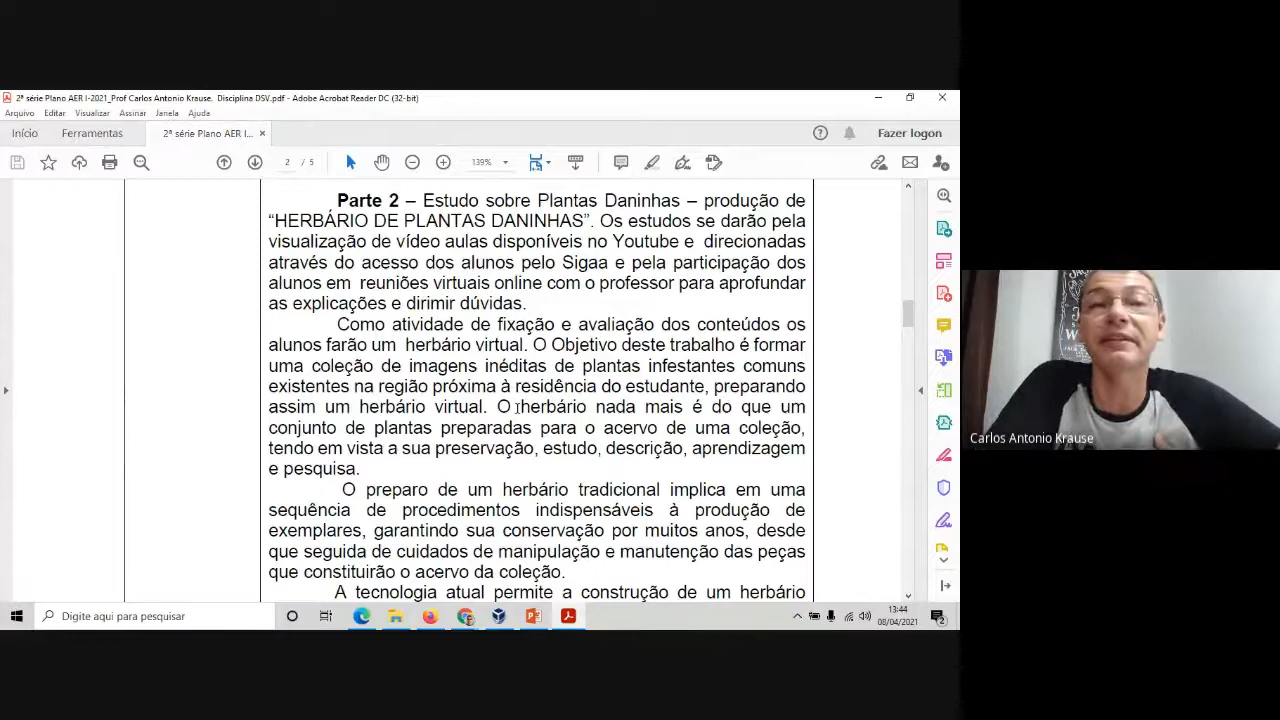 2ª série Plano AER I-2021_Prof Carlos Antonio Krause. Disciplina DSV.pdf - Adobe Acrobat Reader DC (32-bit)
Arquivo Editar Visualizar Assinar Janela Ajuda
Início Ferramentas 2ª série Plano AER I... × Fazer logon
2 / 5 139%
Parte 2 – Estudo sobre Plantas Daninhas – produção de
“HERBÁRIO DE PLANTAS DANINHAS”. Os estudos se darão pela
visualização de vídeo aulas disponíveis no Youtube e direcionadas
através do acesso dos alunos pelo Sigaa e pela participação dos
alunos em reuniões virtuais online com o professor para aprofundar
as explicações e dirimir dúvidas.
Como atividade de fixação e avaliação dos conteúdos os
alunos farão um herbário virtual. O Objetivo deste trabalho é formar
uma coleção de imagens inéditas de plantas infestantes comuns
existentes na região próxima à residência do estudante, preparando
assim um herbário virtual. O herbário nada mais é do que um
conjunto de plantas preparadas para o acervo de uma coleção,
tendo em vista a sua preservação, estudo, descrição, aprendizagem
e pesquisa.
O preparo de um herbário tradicional implica em uma
sequência de procedimentos indispensáveis à produção de
exemplares, garantindo sua conservação por muitos anos, desde
que seguida de cuidados de manipulação e manutenção das peças
que constituirão o acervo da coleção.
A tecnologia atual permite a construção de um herbário
Digite aqui para pesquisar
13:44
08/04/2021
2
Carlos Antonio Krause